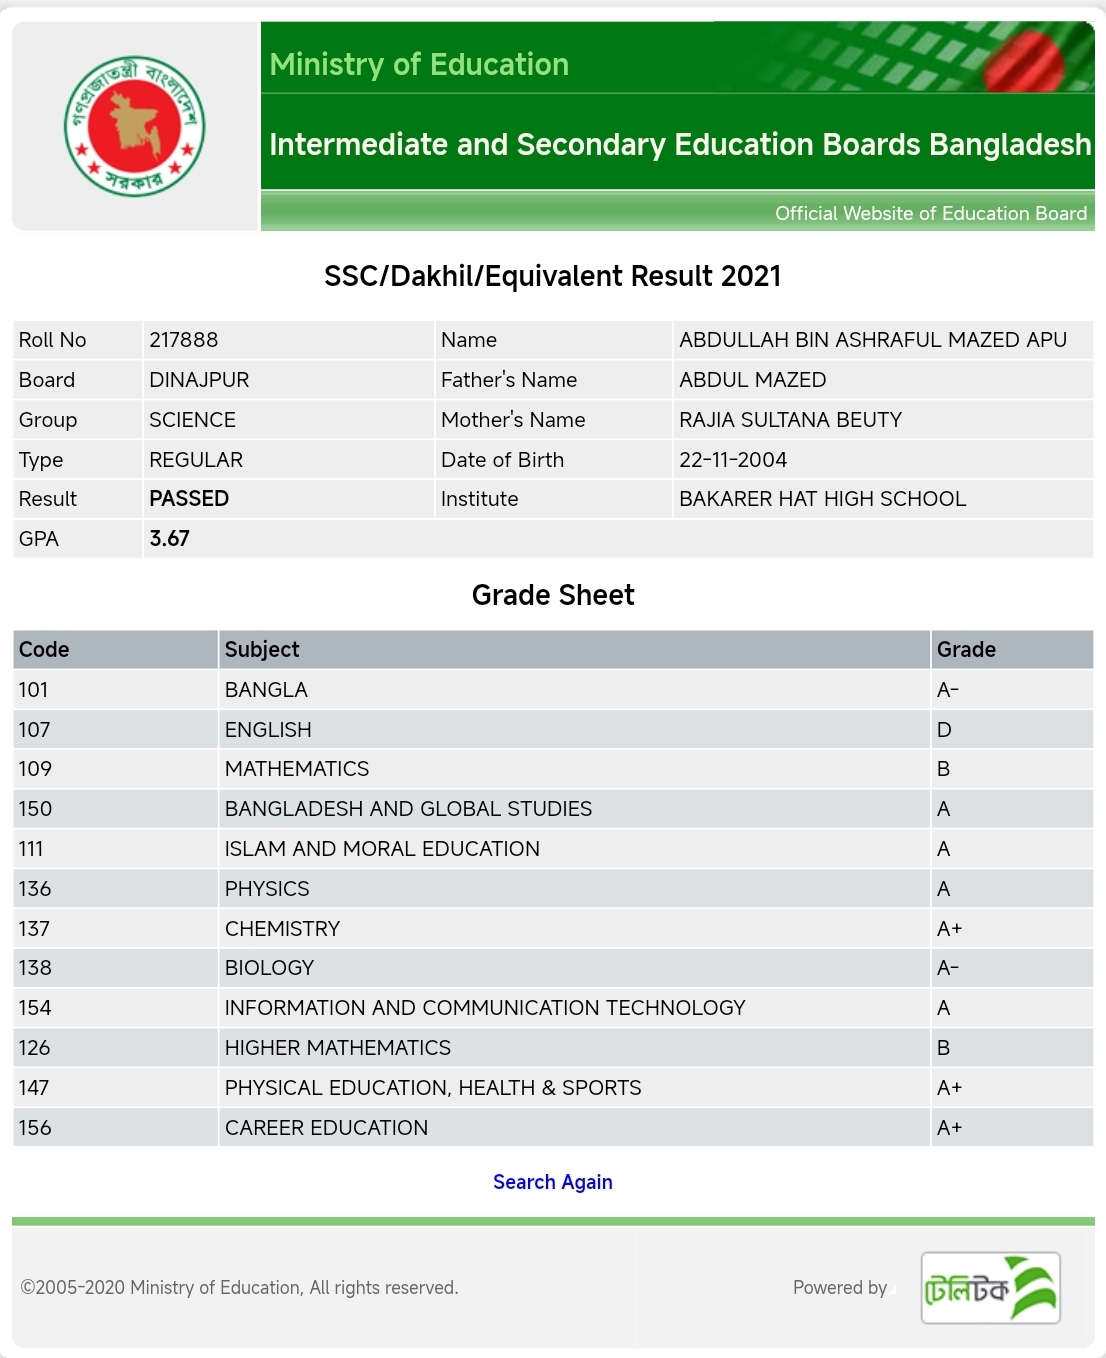 গণপ্রজাতন্ত্রী বাংলাদেশ
সরকার
Ministry of Education
Intermediate and Secondary Education Boards Bangladesh
Official Website of Education Board
SSC/Dakhil/Equivalent Result 2021
Roll No 217888 Name ABDULLAH BIN ASHRAFUL MAZED APU
Board DINAJPUR Father's Name ABDUL MAZED
Group SCIENCE Mother's Name RAJIA SULTANA BEUTY
Type REGULAR Date of Birth 22-11-2004
Result PASSED Institute BAKARER HAT HIGH SCHOOL
GPA 3.67
Grade Sheet
Code Subject Grade
101 BANGLA A-
107 ENGLISH D
109 MATHEMATICS B
150 BANGLADESH AND GLOBAL STUDIES A
111 ISLAM AND MORAL EDUCATION A
136 PHYSICS A
137 CHEMISTRY A+
138 BIOLOGY A-
154 INFORMATION AND COMMUNICATION TECHNOLOGY A
126 HIGHER MATHEMATICS B
147 PHYSICAL EDUCATION, HEALTH & SPORTS A+
156 CAREER EDUCATION A+
Search Again
©2005-2020 Ministry of Education, All rights reserved. Powered by টেলিটক